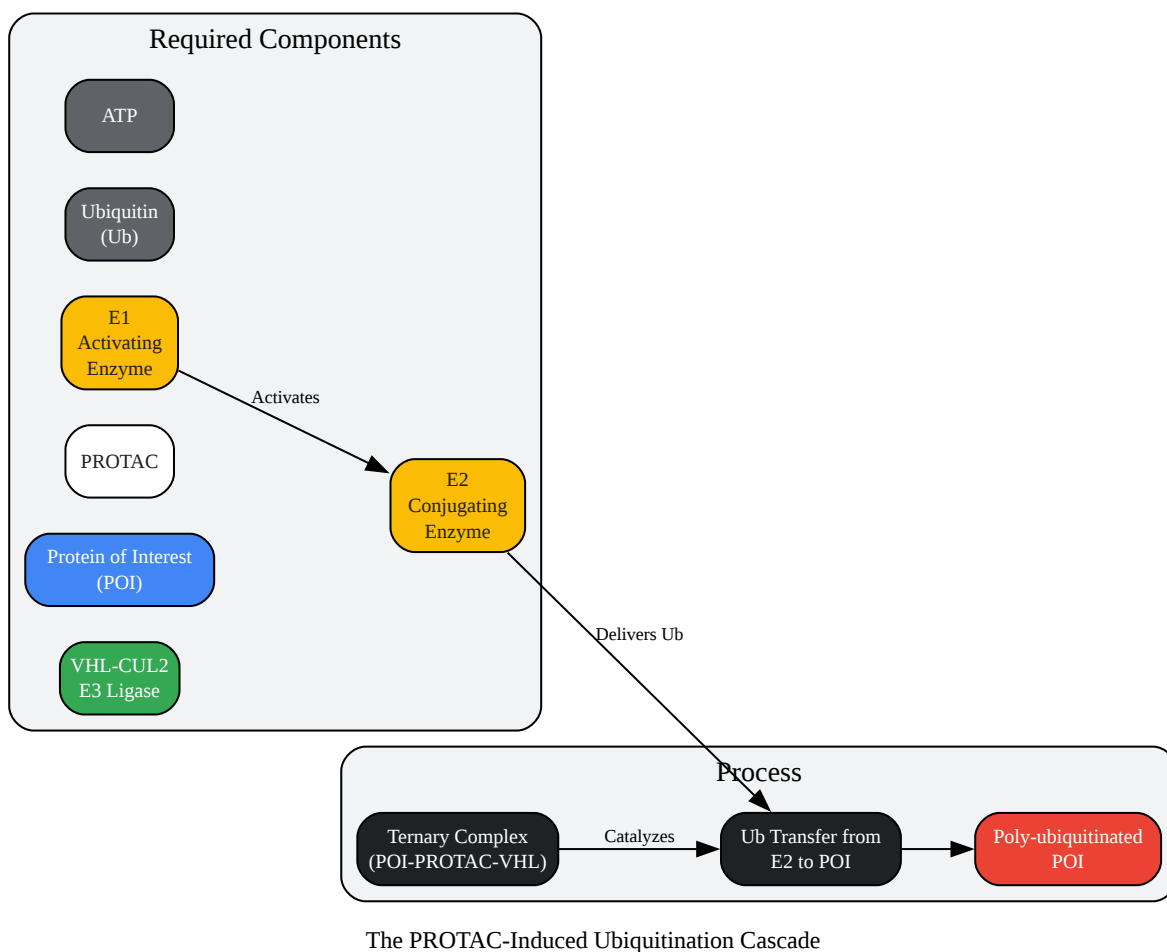 Required Components
ATP
Ubiquitin
(Ub)
E1
Activating
Enzyme
Activates
PROTAC
E2
Conjugating
Enzyme
Protein of Interest
(POI)
Delivers Ub
VHL-CUL2
E3 Ligase
Process
Ternary Complex
(POI-PROTAC-VHL)
Catalyzes
Ub Transfer from
E2 to POI
Poly-ubiquitinated
POI
The PROTAC-Induced Ubiquitination Cascade